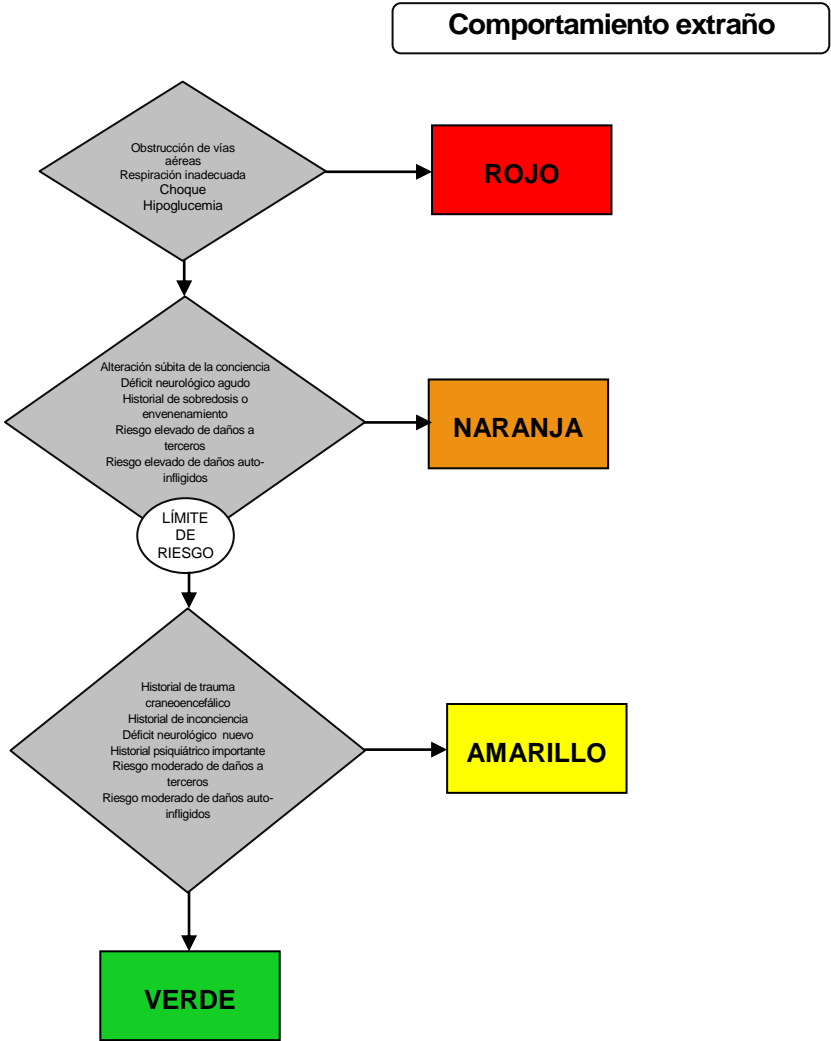 Comportamiento extraño
Obstrucción de vías
aéreas
Respiración inadecuada
Choque
Hipoglucemia
ROJO
Alteración súbita de la conciencia
Déficit neurológico agudo
Historial de sobredosis o
envenenamiento
Riesgo elevado de daños a
terceros
Riesgo elevado de daños auto-
infligidos
NARANJA
LÍMITE
DE
RIESGO
Historial de trauma
craneoencefálico
Historial de inconciencia
Déficit neurológico nuevo
Historial psiquiátrico importante
Riesgo moderado de daños a
terceros
Riesgo moderado de daños auto-
infligidos
AMARILLO
VERDE